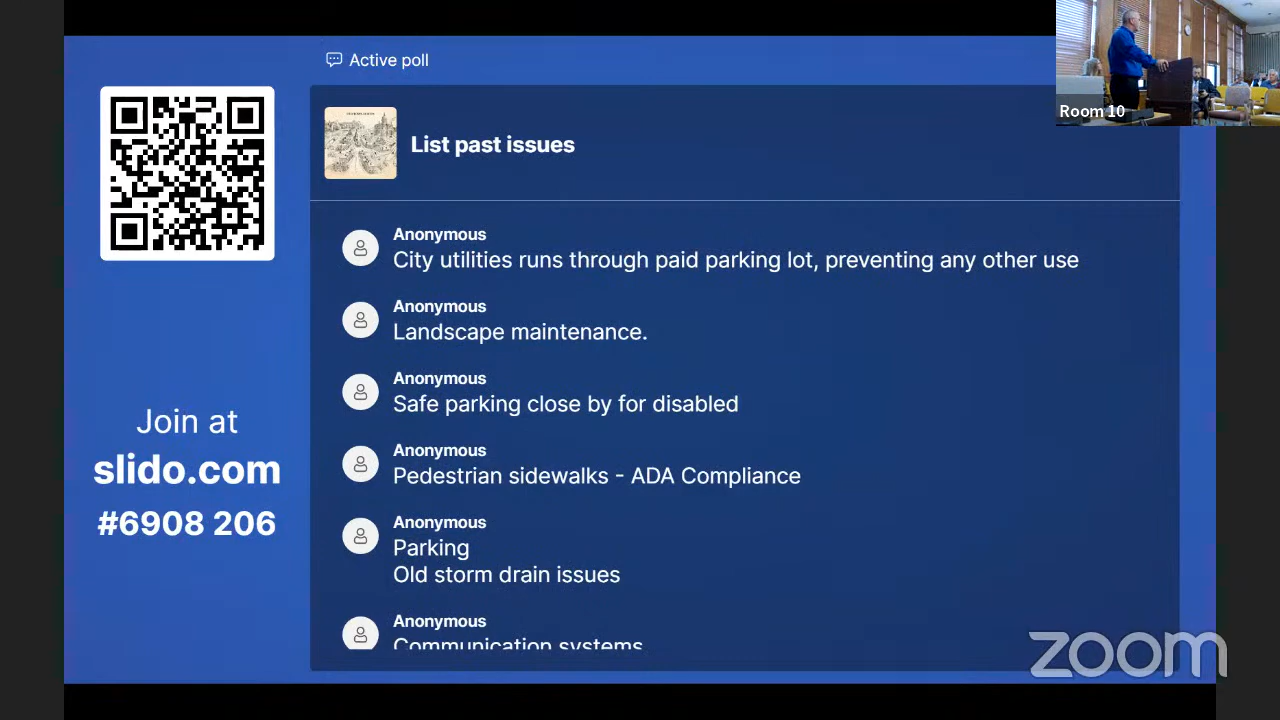 Active poll
Room 10
List past issues
Anonymous
City utilities runs through paid parking lot, preventing any other use
Anonymous
Landscape maintenance.
Anonymous
Safe parking close by for disabled
Anonymous
Pedestrian sidewalks - ADA Compliance
Anonymous
Parking
Old storm drain issues
Anonymous
Communication systems
Join at
slido.com
#6908 206
zoom